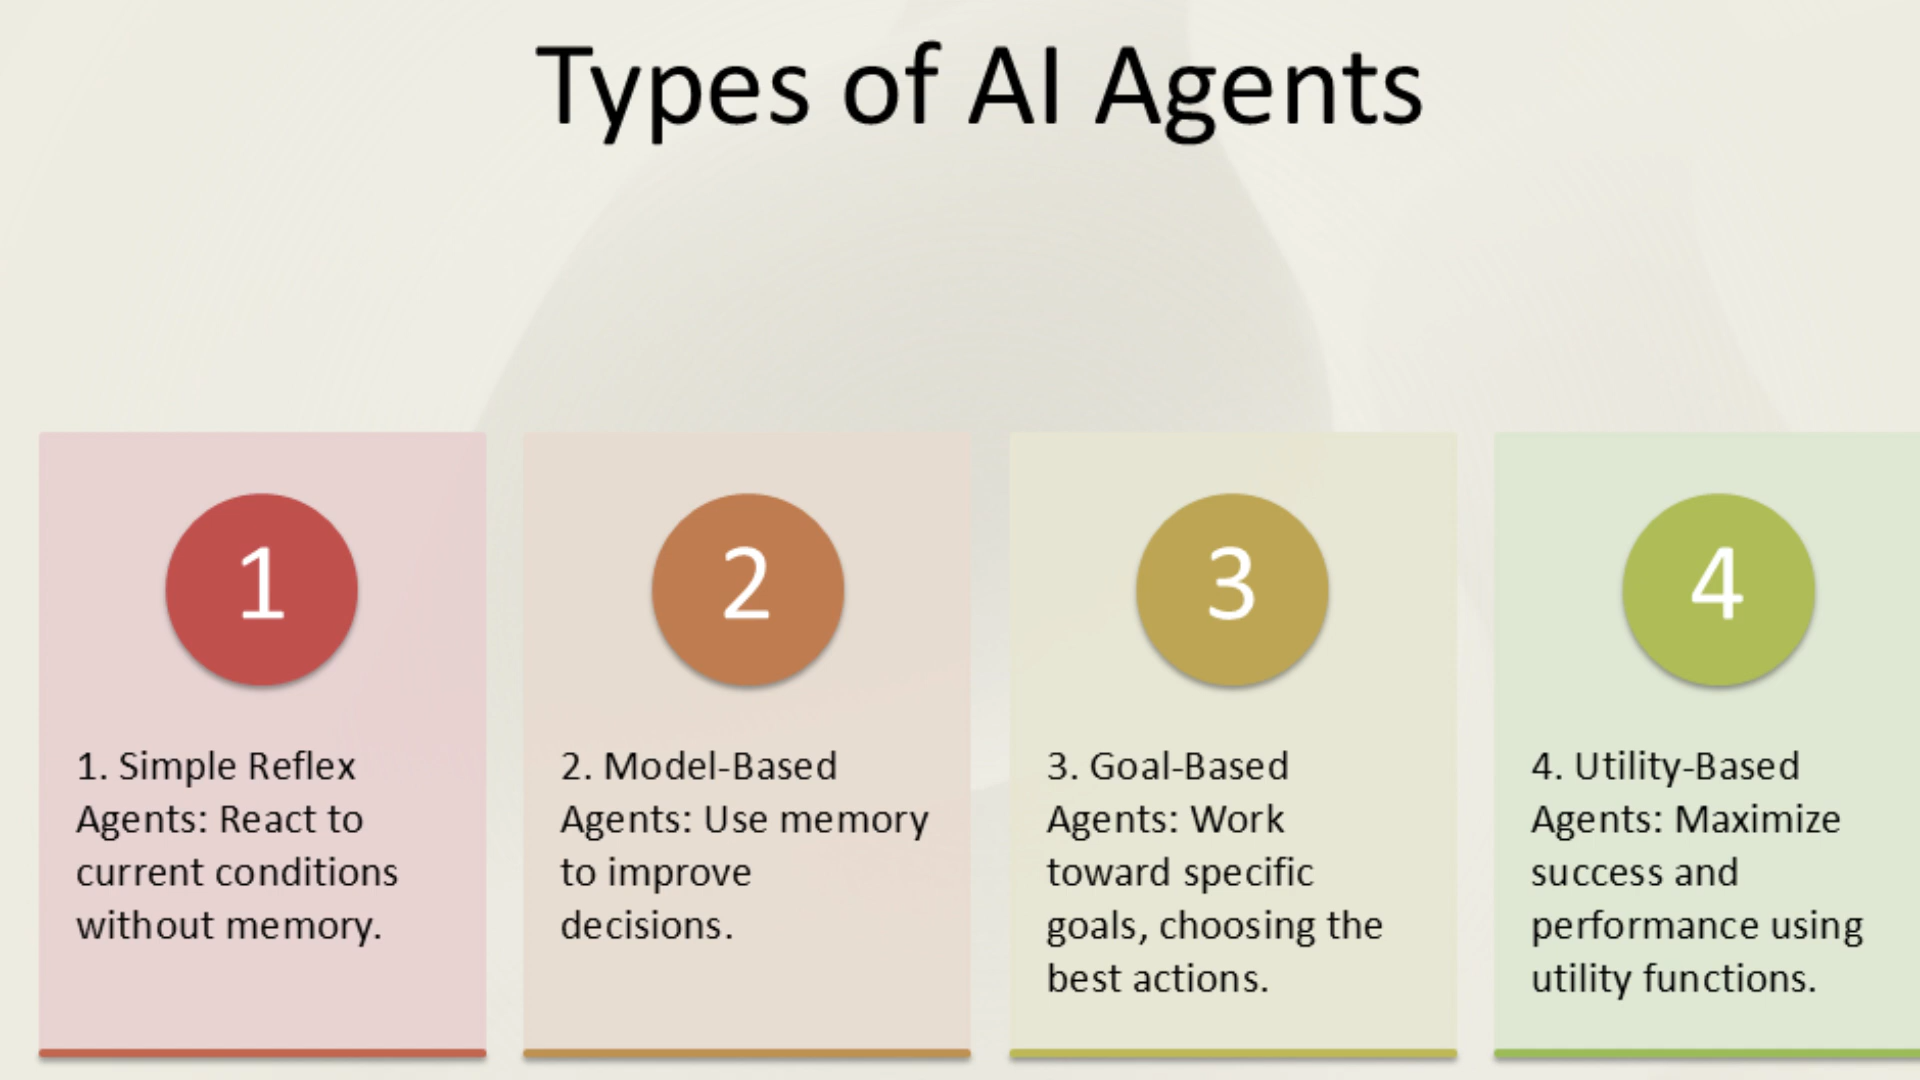 Types of AI Agents
1
1. Simple Reflex
Agents: React to
current conditions
without memory.
2
2. Model-Based
Agents: Use memory
to improve
decisions.
3
3. Goal-Based
Agents: Work
toward specific
goals, choosing the
best actions.
4
4. Utility-Based
Agents: Maximize
success and
performance using
utility functions.